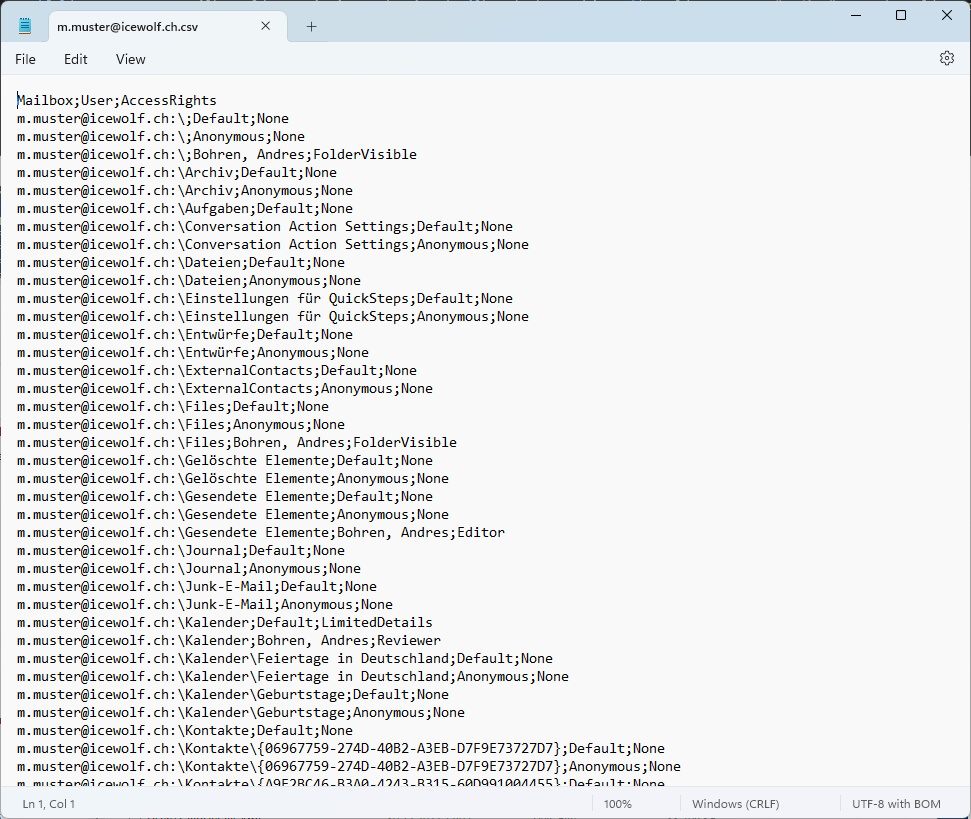 m.muster@icewolf.ch.csv
File Edit View
Mailbox;User;AccessRights
m.muster@icewolf.ch:\;Default;None
m.muster@icewolf.ch:\;Anonymous;None
m.muster@icewolf.ch:\;Bohren, Andres;FolderVisible
m.muster@icewolf.ch:\Archiv;Default;None
m.muster@icewolf.ch:\Archiv;Anonymous;None
m.muster@icewolf.ch:\Aufgaben;Default;None
m.muster@icewolf.ch:\Conversation Action Settings;Default;None
m.muster@icewolf.ch:\Conversation Action Settings;Anonymous;None
m.muster@icewolf.ch:\Dateien;Default;None
m.muster@icewolf.ch:\Dateien;Anonymous;None
m.muster@icewolf.ch:\Einstellungen für QuickSteps;Default;None
m.muster@icewolf.ch:\Einstellungen für QuickSteps;Anonymous;None
m.muster@icewolf.ch:\Entwürfe;Default;None
m.muster@icewolf.ch:\Entwürfe;Anonymous;None
m.muster@icewolf.ch:\ExternalContacts;Default;None
m.muster@icewolf.ch:\ExternalContacts;Anonymous;None
m.muster@icewolf.ch:\Files;Default;None
m.muster@icewolf.ch:\Files;Anonymous;None
m.muster@icewolf.ch:\Files;Bohren, Andres;FolderVisible
m.muster@icewolf.ch:\Gelöschte Elemente;Default;None
m.muster@icewolf.ch:\Gelöschte Elemente;Anonymous;None
m.muster@icewolf.ch:\Gesendete Elemente;Default;None
m.muster@icewolf.ch:\Gesendete Elemente;Anonymous;None
m.muster@icewolf.ch:\Gesendete Elemente;Bohren, Andres;Editor
m.muster@icewolf.ch:\Journal;Default;None
m.muster@icewolf.ch:\Journal;Anonymous;None
m.muster@icewolf.ch:\Junk-E-Mail;Default;None
m.muster@icewolf.ch:\Junk-E-Mail;Anonymous;None
m.muster@icewolf.ch:\Kalender;Default;LimitedDetails
m.muster@icewolf.ch:\Kalender;Bohren, Andres;Reviewer
m.muster@icewolf.ch:\Kalender\Feiertage in Deutschland;Default;None
m.muster@icewolf.ch:\Kalender\Feiertage in Deutschland;Anonymous;None
m.muster@icewolf.ch:\Kalender\Geburtstage;Default;None
m.muster@icewolf.ch:\Kalender\Geburtstage;Anonymous;None
m.muster@icewolf.ch:\Kontakte;Default;None
m.muster@icewolf.ch:\Kontakte\{06967759-274D-40B2-A3EB-D7F9E73727D7};Default;None
m.muster@icewolf.ch:\Kontakte\{06967759-274D-40B2-A3EB-D7F9E73727D7};Anonymous;None
m.muster@icewolf.ch:\Kontakte\{A9E2BC46-B3A0-4243-B315-60D991004455};Default;None
Ln 1, Col 1 100% Windows (CRLF) UTF-8 with BOM